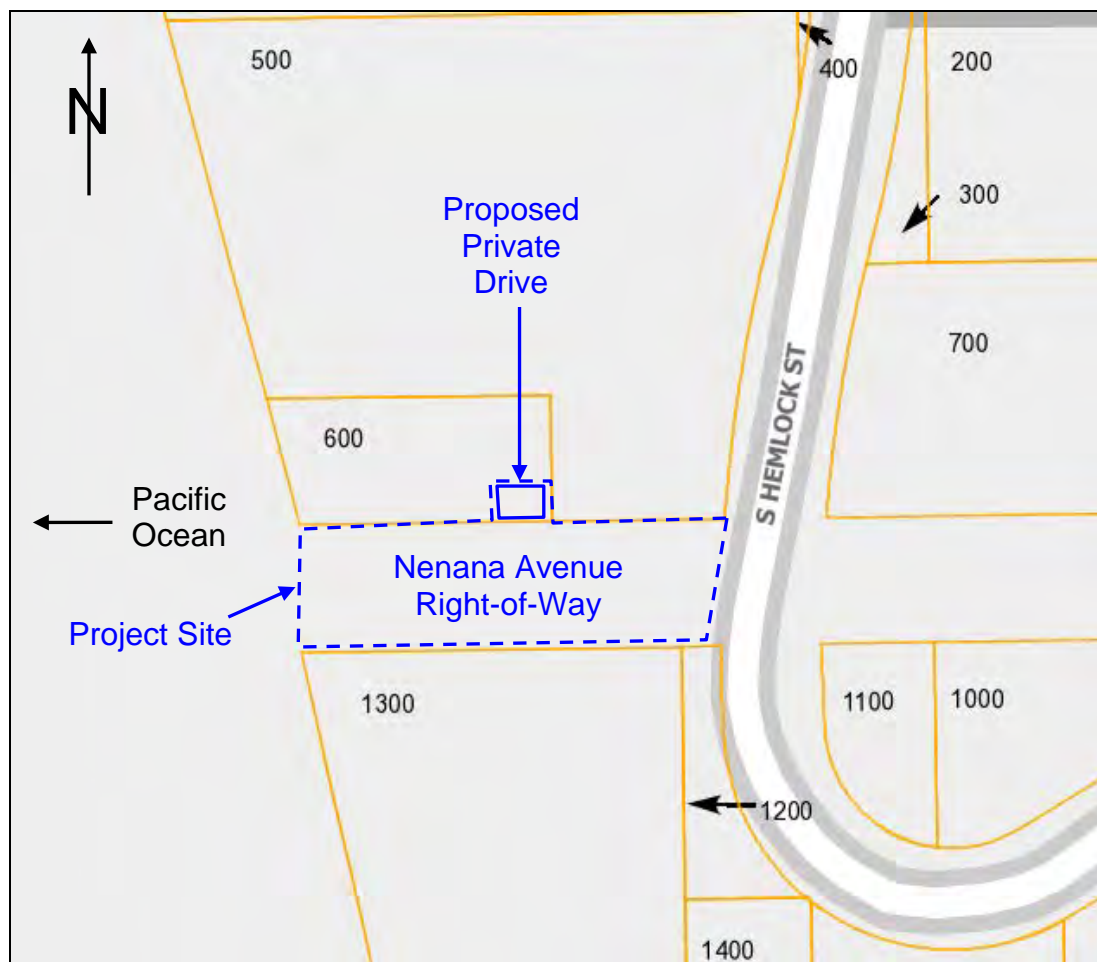 500
400
200
N
300
Proposed
Private
Drive
700
S HEMLOCK ST
600
Pacific
Ocean
Nenana Avenue
Right-of-Way
Project Site
1300
1100
1000
1200
1400